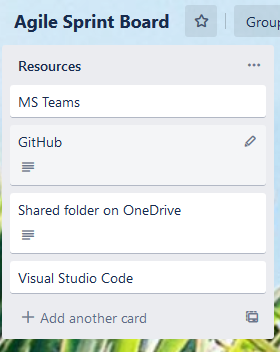 Agile Sprint Board
Group
Resources
MS Teams
GitHub
Shared folder on OneDrive
Visual Studio Code
Add another card